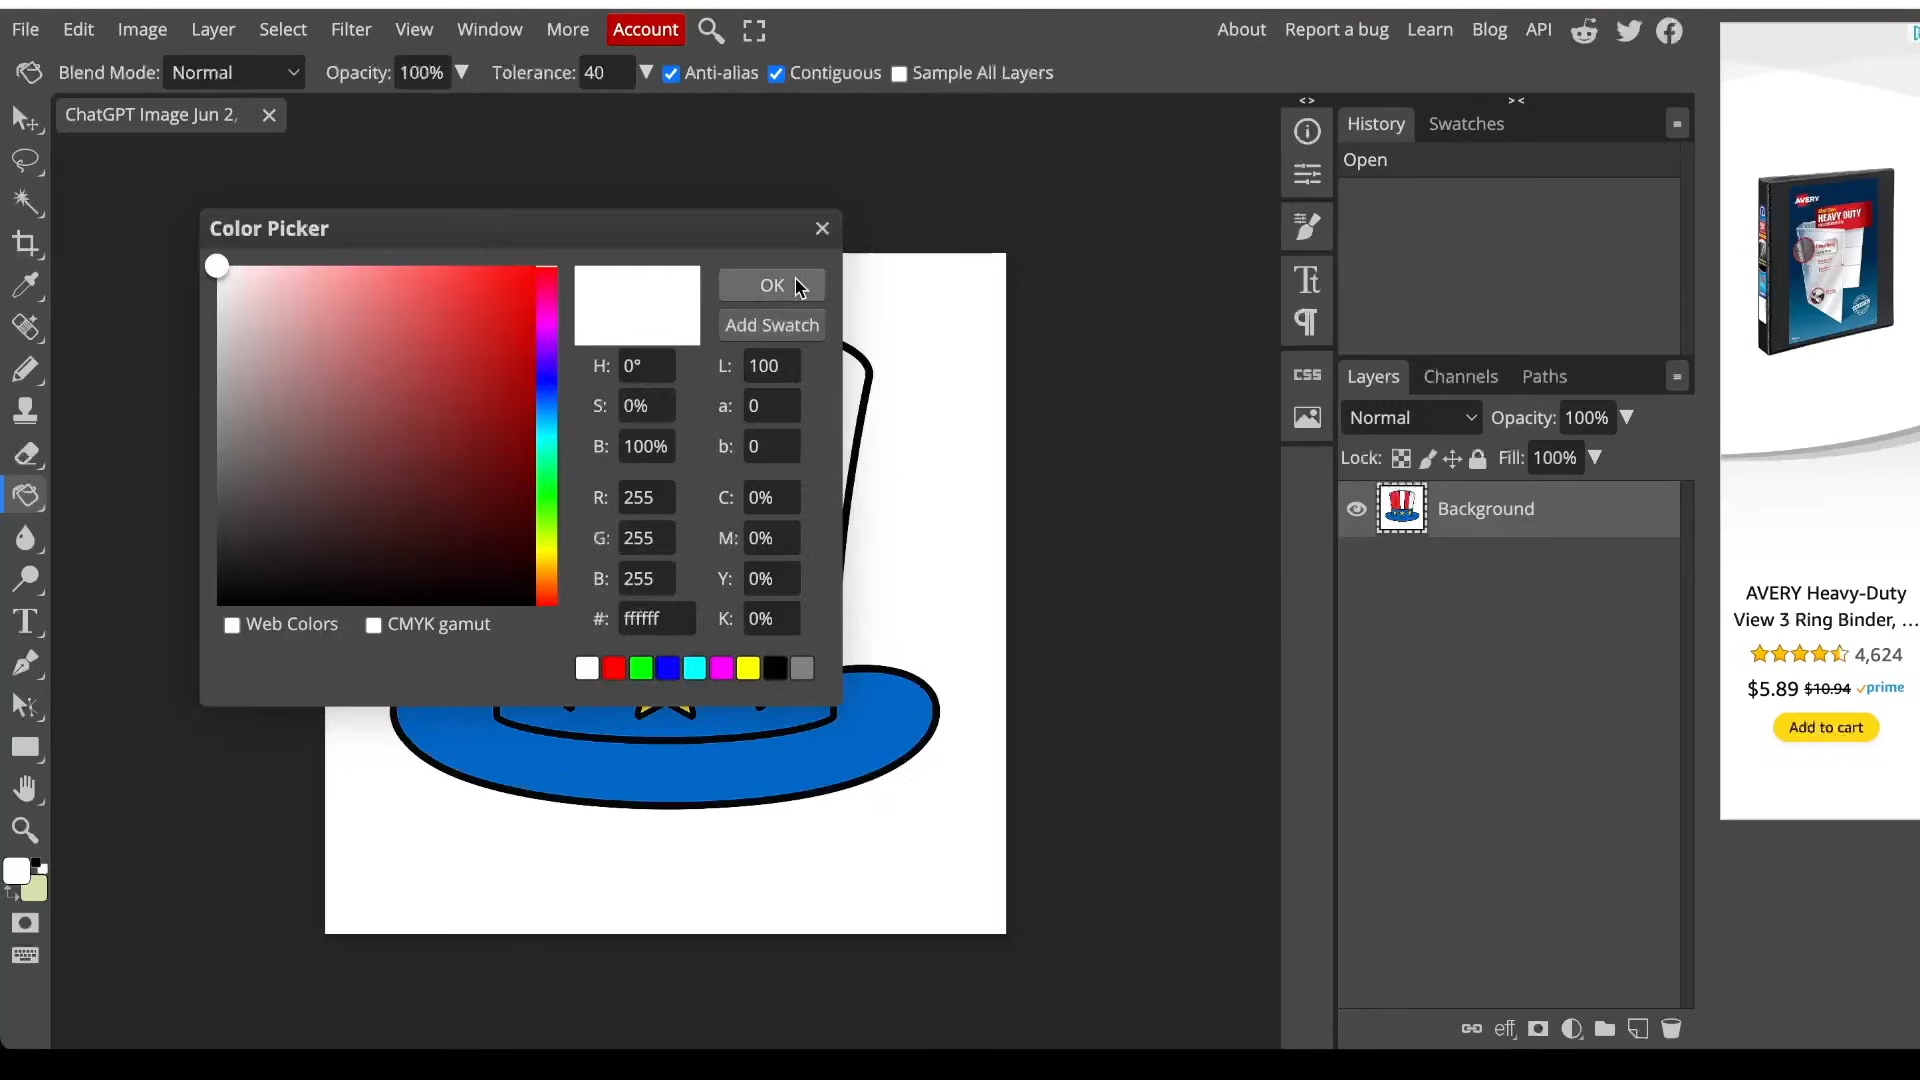 File Edit Image Layer Select Filter View Window More Account About Report a bug Learn Blog API
Blend Mode: Normal Opacity: 100% Tolerance: 40 Anti-alias Contiguous Sample All Layers
ChatGPT Image Jun 2,
History Swatches
Open
Color Picker
OK
Add Swatch
H: 0° L: 100
S: 0% a: 0
B: 100% b: 0
R: 255 C: 0%
G: 255 M: 0%
B: 255 Y: 0%
#: ffffff K: 0%
Web Colors CMYK gamut
CSS
Layers Channels Paths
Normal Opacity: 100%
Lock: Fill: 100%
Background
eff
AVERY
HEAVY DUTY
AVERY Heavy-Duty
View 3 Ring Binder, ...
4,624
$5.89 $10.94 prime
Add to cart